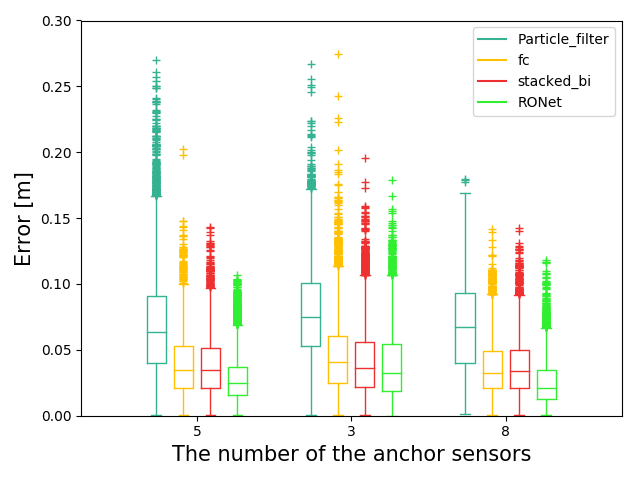 0.30
0.25
0.20
0.15
0.10
0.05
0.00
Error [m]
Particle_filter
fc
stacked_bi
RONet
5
3
8
The number of the anchor sensors